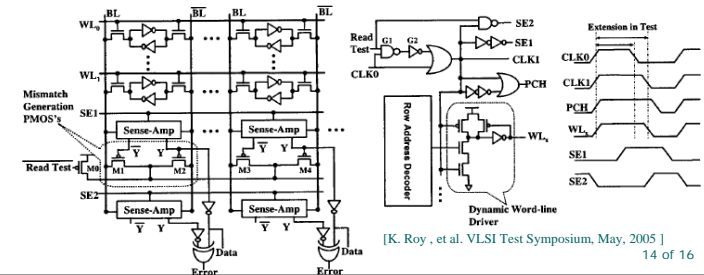 BL
BL
BL
BL
WL0
WL1
Mismatch
Generation
PMOS's
SE1
Sense-Amp
Sense-Amp
Y
Y
Y
Y
Read Test
M0
M1
M2
M3
M4
SE2
Sense-Amp
Sense-Amp
Y
Y
Y
Y
Data
Data
Error
Error
Read
Test
G1
G2
CLK0
SE2
SE1
CLK1
PCH
Row Address Decoder
WLs
Dynamic Word-line
Driver
Extension in Test
CLK0
CLK1
PCH
WLs
SE1
SE2
[K. Roy , et al. VLSI Test Symposium, May, 2005 ]
14 of 16